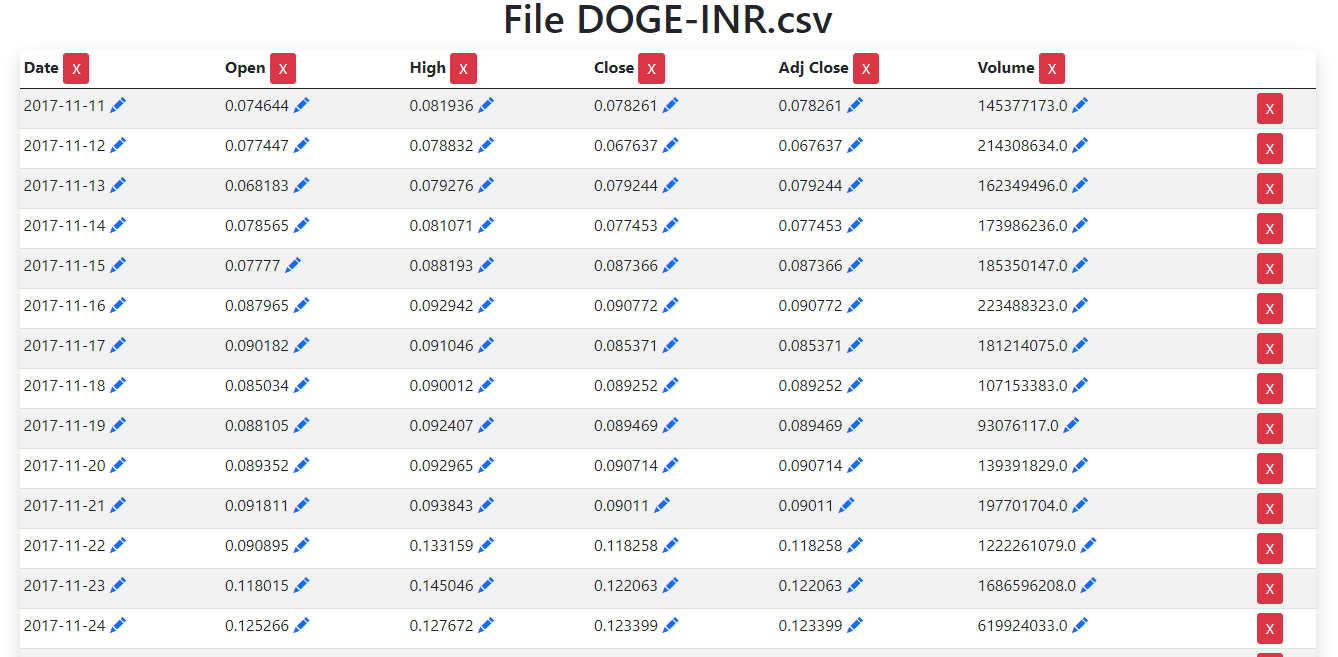 File DOGE-INR.csv
Date X Open X High X Close X Adj Close X Volume X
2017-11-11 0.074644 0.081936 0.078261 0.078261 145377173.0 X
2017-11-12 0.077447 0.078832 0.067637 0.067637 214308634.0 X
2017-11-13 0.068183 0.079276 0.079244 0.079244 162349496.0 X
2017-11-14 0.078565 0.081071 0.077453 0.077453 173986236.0 X
2017-11-15 0.07777 0.088193 0.087366 0.087366 185350147.0 X
2017-11-16 0.087965 0.092942 0.090772 0.090772 223488323.0 X
2017-11-17 0.090182 0.091046 0.085371 0.085371 181214075.0 X
2017-11-18 0.085034 0.090012 0.089252 0.089252 107153383.0 X
2017-11-19 0.088105 0.092407 0.089469 0.089469 93076117.0 X
2017-11-20 0.089352 0.092965 0.090714 0.090714 139391829.0 X
2017-11-21 0.091811 0.093843 0.09011 0.09011 197701704.0 X
2017-11-22 0.090895 0.133159 0.118258 0.118258 1222261079.0 X
2017-11-23 0.118015 0.145046 0.122063 0.122063 1686596208.0 X
2017-11-24 0.125266 0.127672 0.123399 0.123399 619924033.0 X